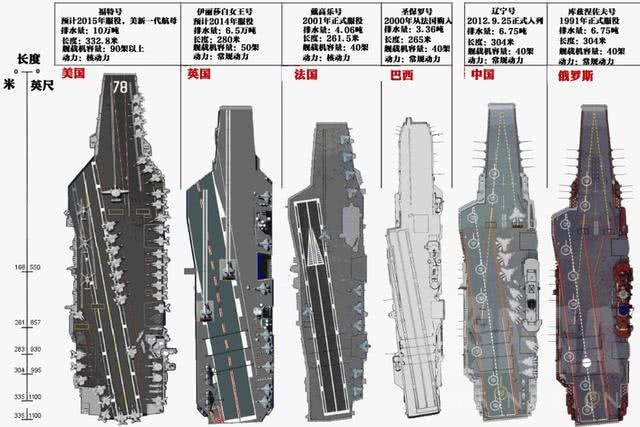 福特号
预计2015年服役，美新一代航母
排水量：10万吨
长度：332.8米
舰载机容量：90架以上
动力：核动力
伊丽莎白女王号
预计2014年服役
排水量：6.5万吨
长度：280米
舰载机容量：50架
动力：常规动力
戴高乐号
2001年正式服役
排水量：4.06吨
长度：261.5米
舰载机容量：40架
动力：核动力
圣保罗号
2000年从法国购入
排水量：3.36吨
长度：265米
舰载机容量：40架
动力：常规动力
辽宁号
2012.9.25正式入列
排水量：6.75吨
长度：304米
舰载机容量：40架
动力：常规动力
库兹涅佐夫号
1991年正式服役
排水量：6.75吨
长度：304米
舰载机容量：40架
动力：常规动力
长度
0 0
米 英尺
美国
英国
法国
巴西
中国
俄罗斯
78
168 550
261 857
283 930
304 995
335 1100
335 1100